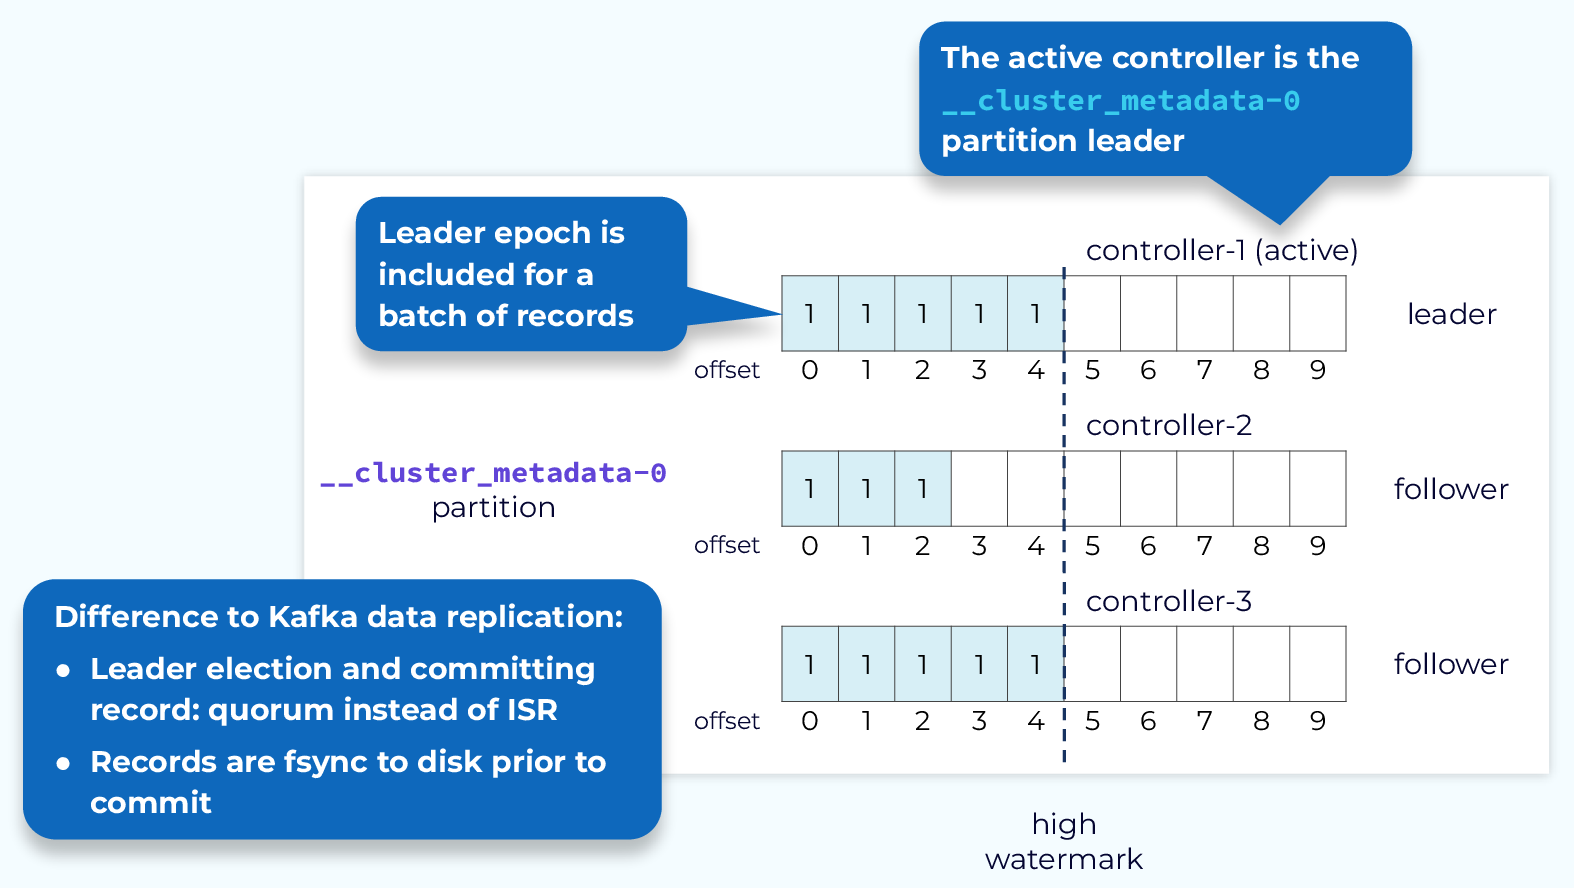 The active controller is the
__cluster_metadata-0
partition leader
Leader epoch is
included for a
batch of records
controller-1 (active)
1 1 1 1 1
leader
offset 0 1 2 3 4 5 6 7 8 9
controller-2
__cluster_metadata-0
partition
1 1 1
follower
offset 0 1 2 3 4 5 6 7 8 9
controller-3
1 1 1 1 1
follower
offset 0 1 2 3 4 5 6 7 8 9
Difference to Kafka data replication:
● Leader election and committing
record: quorum instead of ISR
● Records are fsync to disk prior to
commit
high
watermark